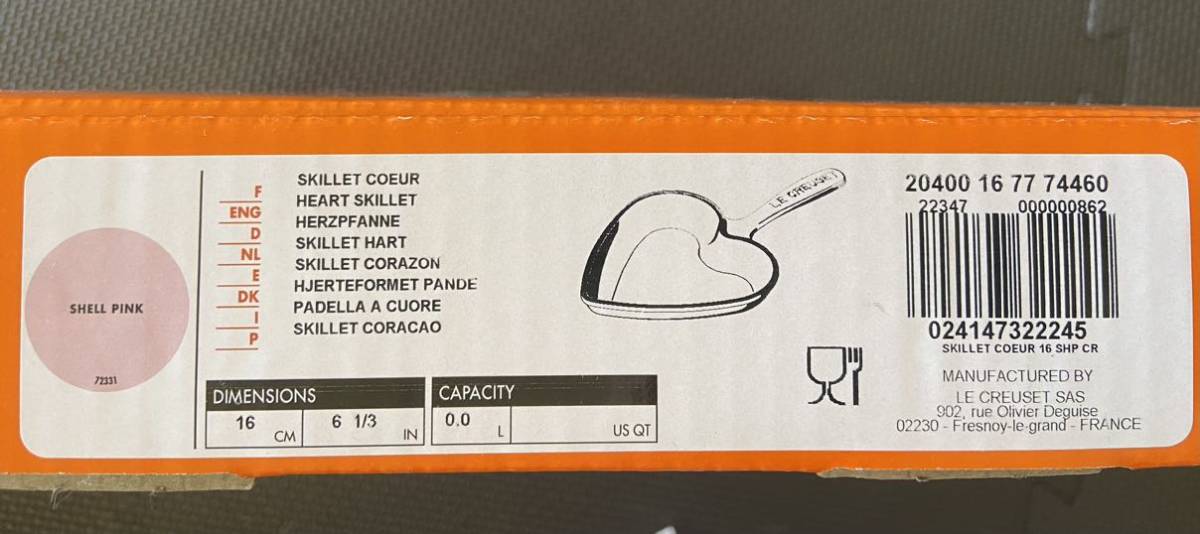 SHELL PINK
72331
F SKILLET COEUR
ENG HEART SKILLET
D HERZPFANNE
NL SKILLET HART
E SKILLET CORAZON
DK HJERTEFORMET PANDE
I PADELLA A CUORE
P SKILLET CORACAO
DIMENSIONS
16 CM 6 1/3 IN
CAPACITY
0.0 L US QT
LE CREUSET
20400 16 77 74460
22347 000000862
024147322245
SKILLET COEUR 16 SHP CR
MANUFACTURED BY
LE CREUSET SAS
902, rue Olivier Deguise
02230 - Fresnoy-le-grand - FRANCE